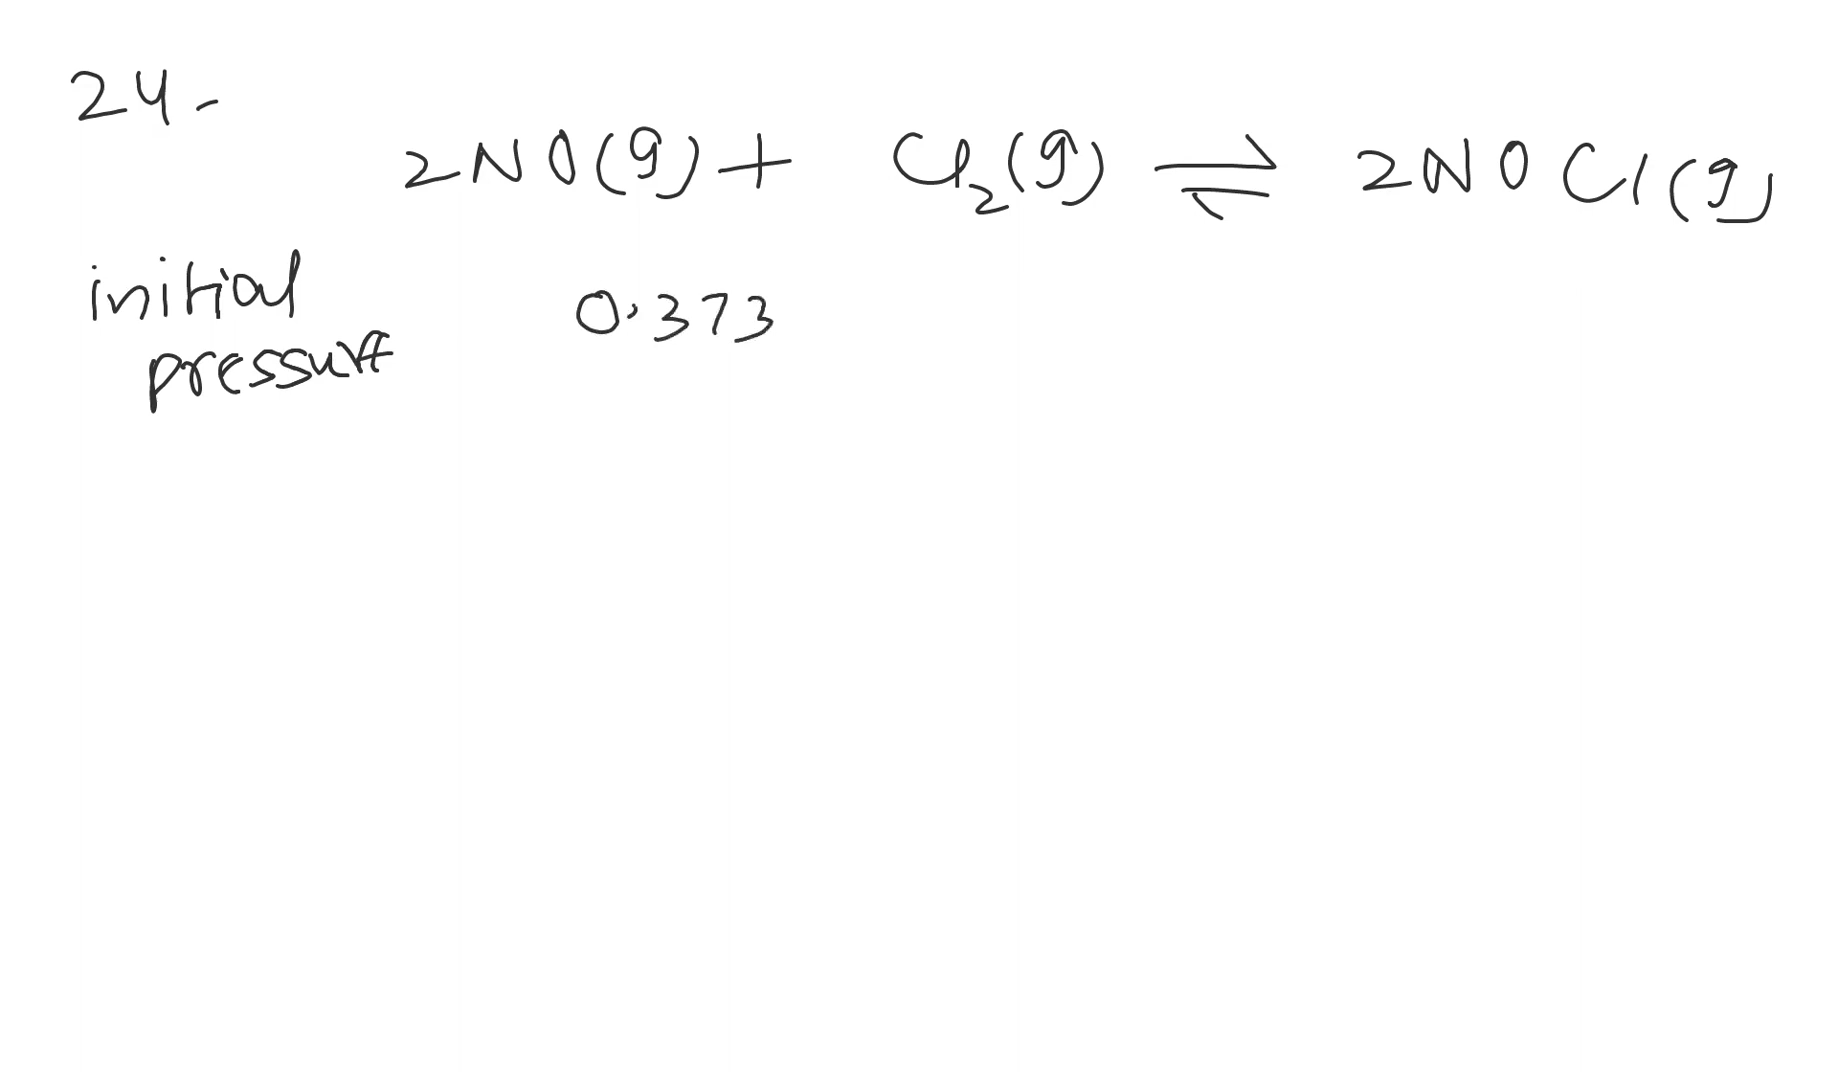 24-
2NO(g) + Cl₂(g) ⇌ 2NOCl(g)
initial 0.373
pressure